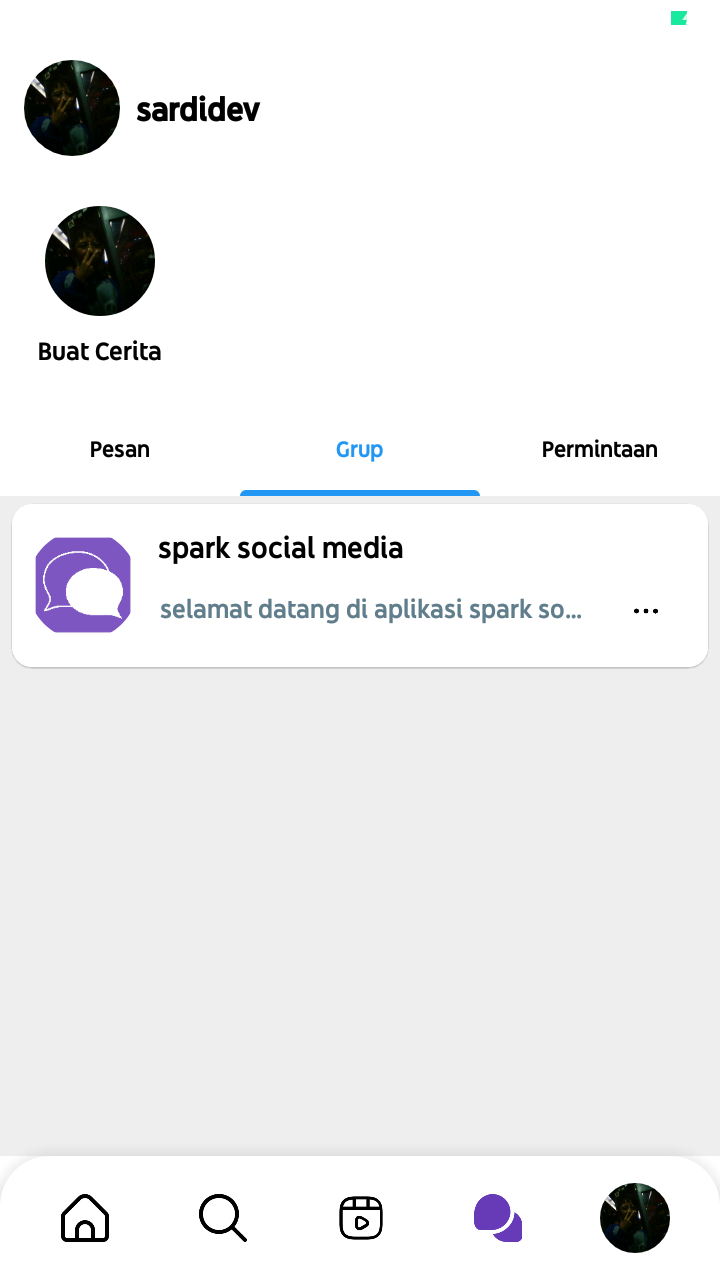 sardidev
Buat Cerita
Pesan
Grup
Permintaan
spark social media
selamat datang di aplikasi spark so...